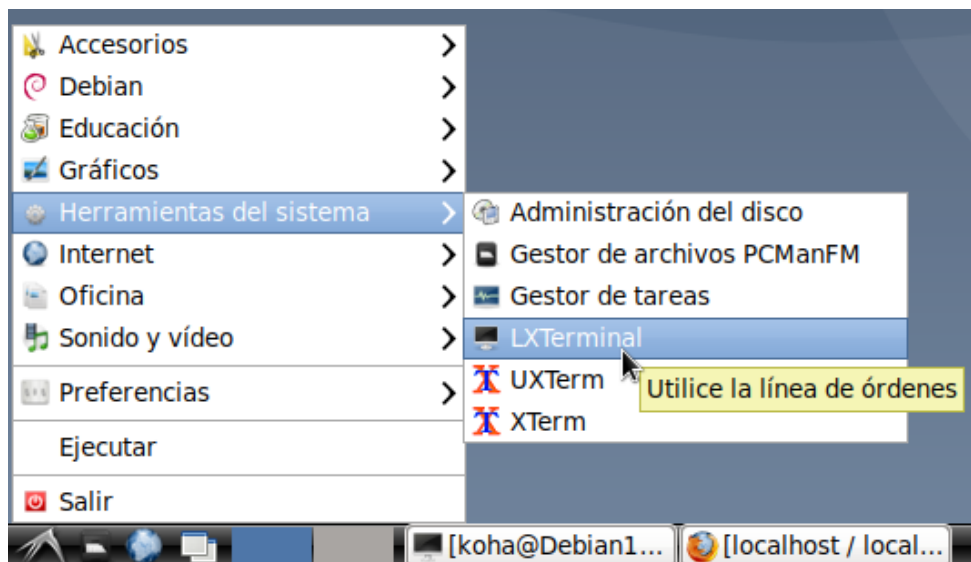 Accesorios
Debian
Educación
Gráficos
Herramientas del sistema
Internet
Oficina
Sonido y vídeo
Preferencias
Ejecutar
Salir
Administración del disco
Gestor de archivos PCManFM
Gestor de tareas
LXTerminal
UXTerm
XTerm
Utilice la línea de órdenes
[koha@Debian1...
[localhost / local...